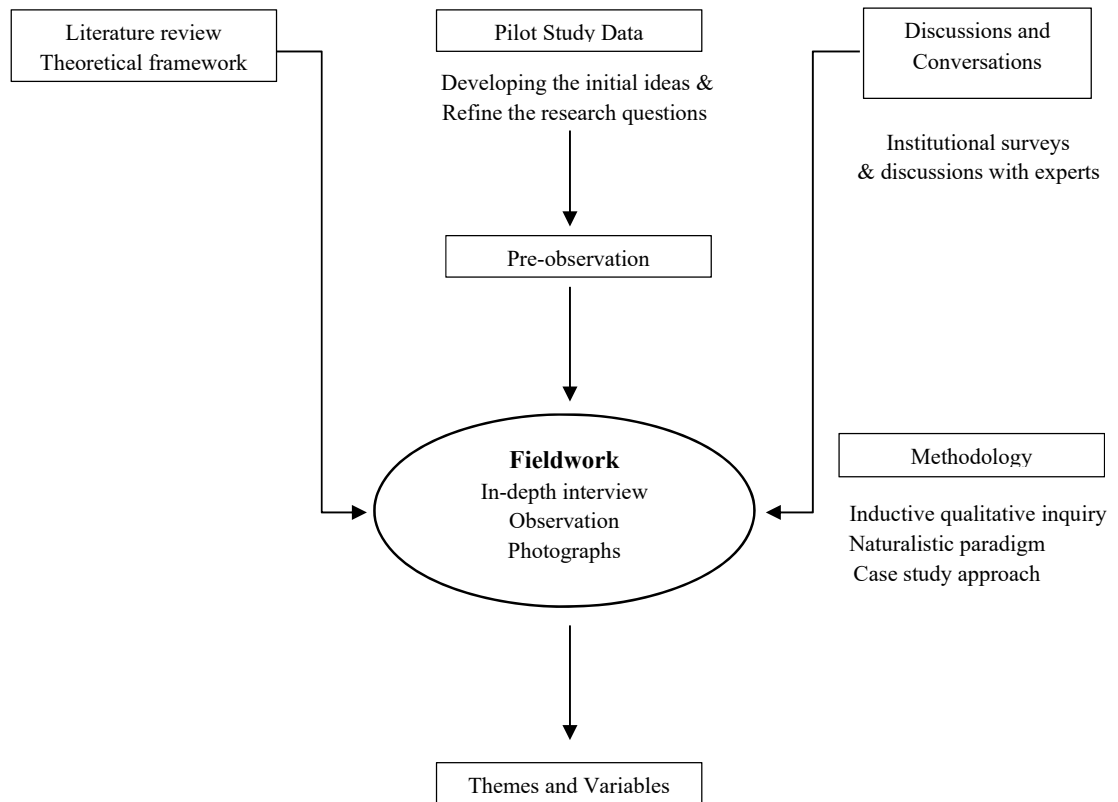 Literature review
Theoretical framework
Pilot Study Data
Developing the initial ideas &
Refine the research questions
Discussions and
Conversations
Institutional surveys
& discussions with experts
Pre-observation
Fieldwork
In-depth interview
Observation
Photographs
Methodology
Inductive qualitative inquiry
Naturalistic paradigm
Case study approach
Themes and Variables